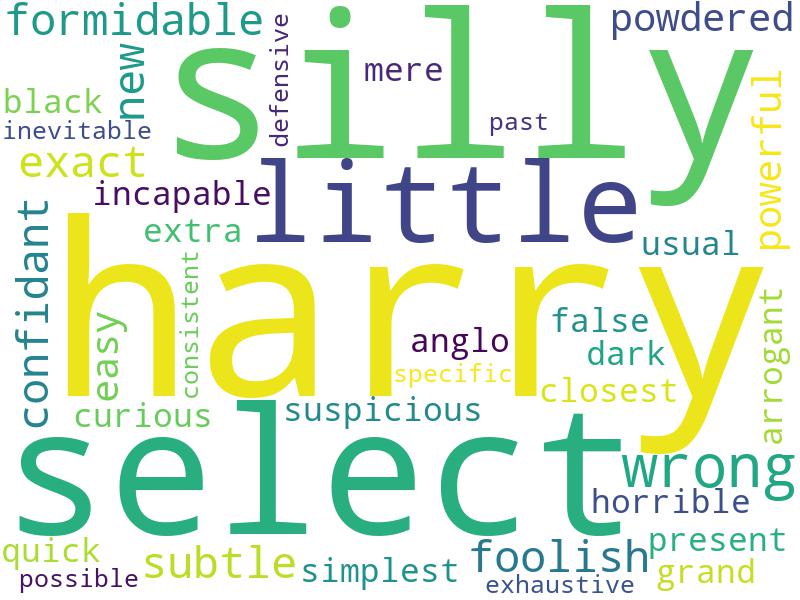 formidable
silly
powdered
new
defensive
mere
black
past
powerful
inevitable
exact
little
incapable
confidant
extra
usual
harry
consistent
easy
false
arrogant
anglo
dark
specific
closest
curious
suspicious
select
wrong
horrible
quick
subtle
simplest
foolish
present
possible
exhaustive
grand